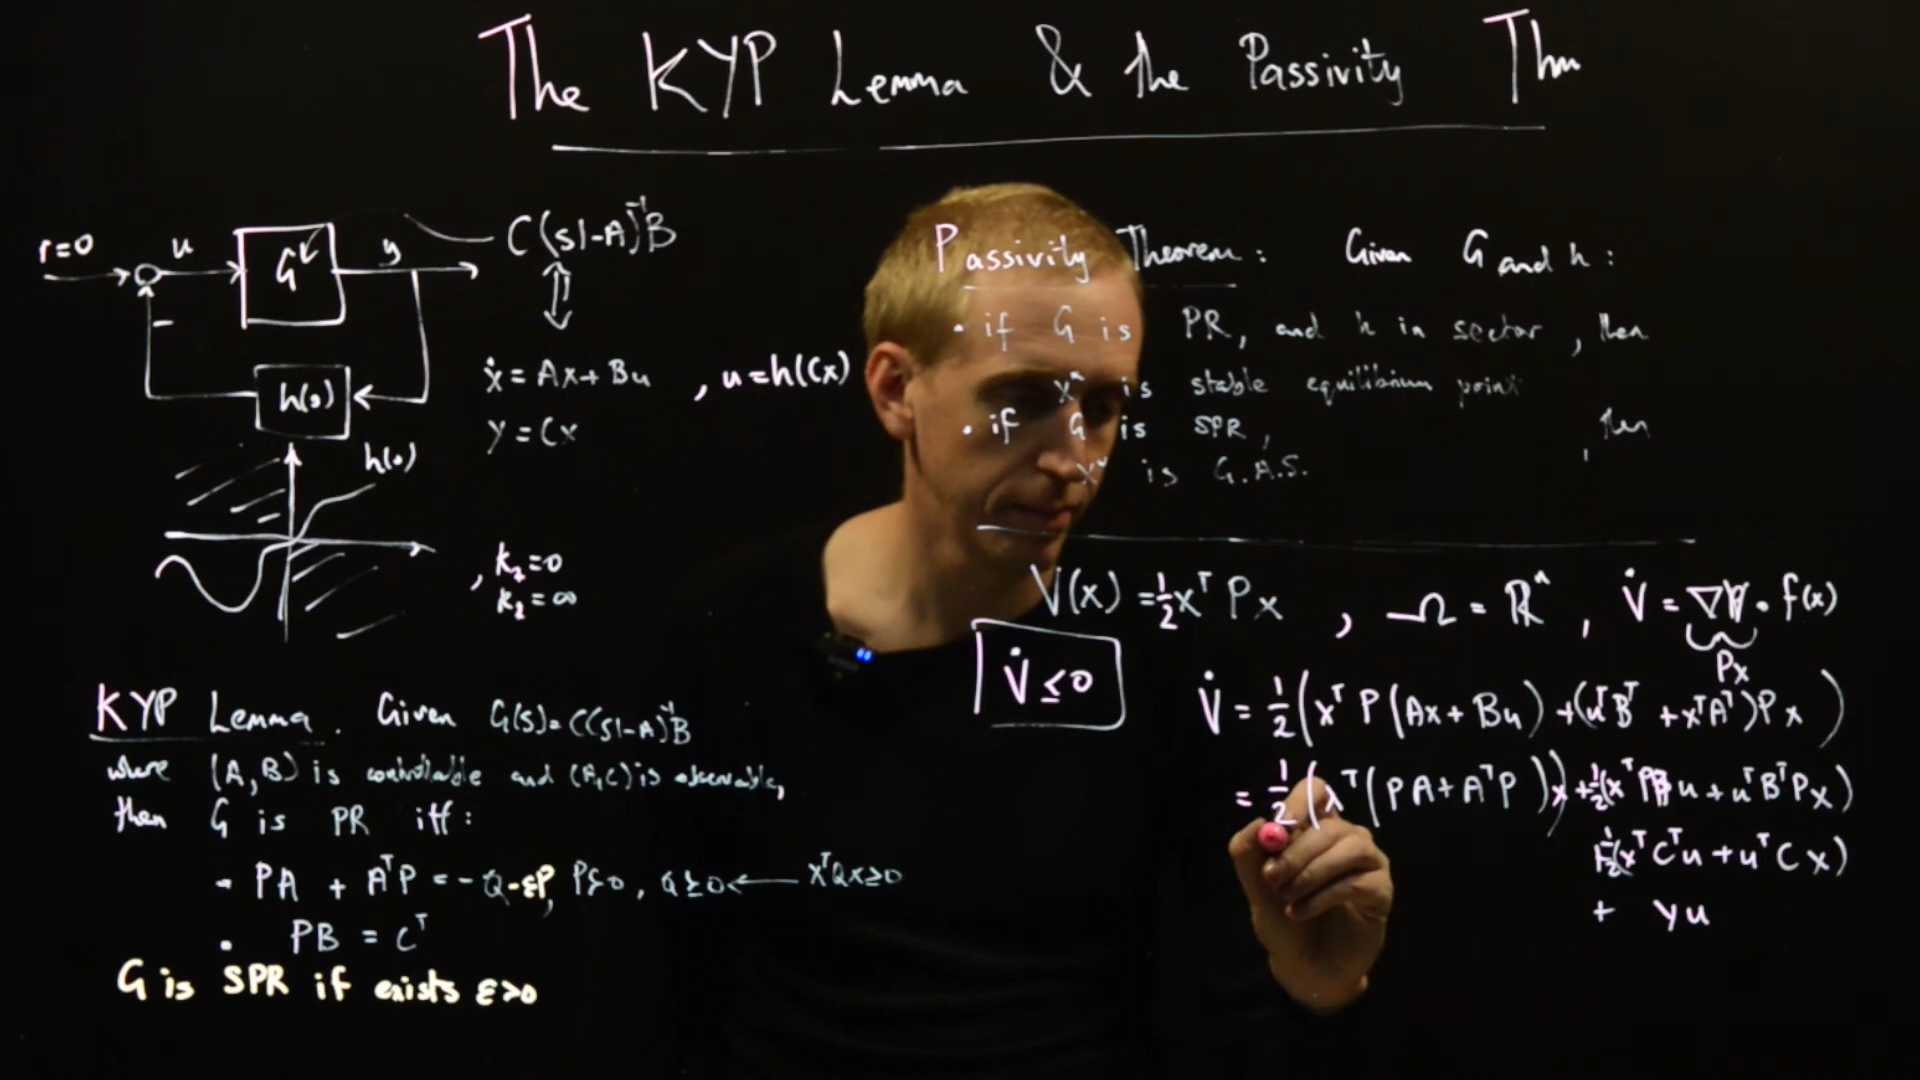 The KYP Lemma & the Passivity Thm
r=0 u G y C(sI-A)⁻¹B
-
h(·)
ẋ = Ax + Bu , u = h(Cx)
y = Cx
h(·)
, k₁=0
k₂=∞
KYP Lemma. Given G(s)=C(sI-A)⁻¹B
where (A,B) is controllable and (A,C) is observable,
then G is PR iff:
- PA + AᵀP = -Q-εP, P≻0, Q⪰0 ← xᵀQx≥0
• PB = Cᵀ
G is SPR if exists ε>0
Passivity Theorem: Given G and h:
• if G is PR, and h in sector, then
x* is stable equilibrium point
• if G is SPR, , then
x* is G.A.S.
V(x) = ½xᵀPx , Ω = ℝⁿ , V̇ = ∇V · f(x)
Px
V̇ ≤ 0
V̇ = ½(xᵀP(Ax+Bu)+(uᵀBᵀ+xᵀAᵀ)Px)
= ½(xᵀ(PA+AᵀP))x + ½(xᵀPBu+uᵀBᵀPx)
+½(xᵀCᵀu+uᵀCx)
+ yu